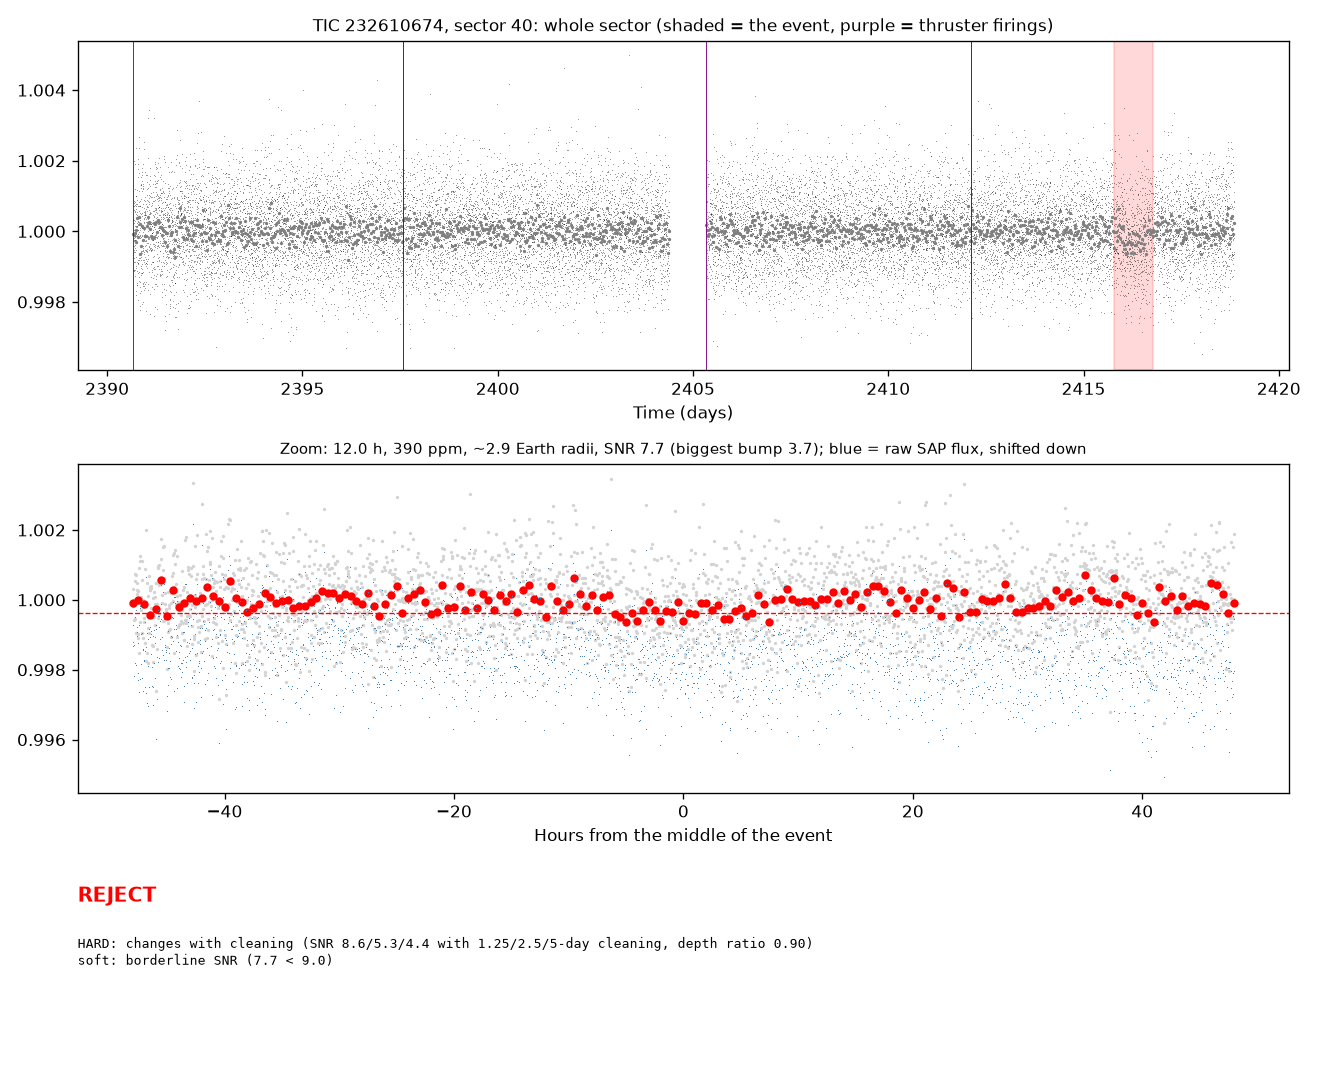 TIC 232610674, sector 40: whole sector (shaded = the event, purple = thruster firings)
1.004
1.002
1.000
0.998
2390 2395 2400 2405 2410 2415 2420
Time (days)
Zoom: 12.0 h, 390 ppm, ~2.9 Earth radii, SNR 7.7 (biggest bump 3.7); blue = raw SAP flux, shifted down
1.002
1.000
0.998
0.996
−40 −20 0 20 40
Hours from the middle of the event
REJECT
HARD: changes with cleaning (SNR 8.6/5.3/4.4 with 1.25/2.5/5-day cleaning, depth ratio 0.90)
soft: borderline SNR (7.7 < 9.0)